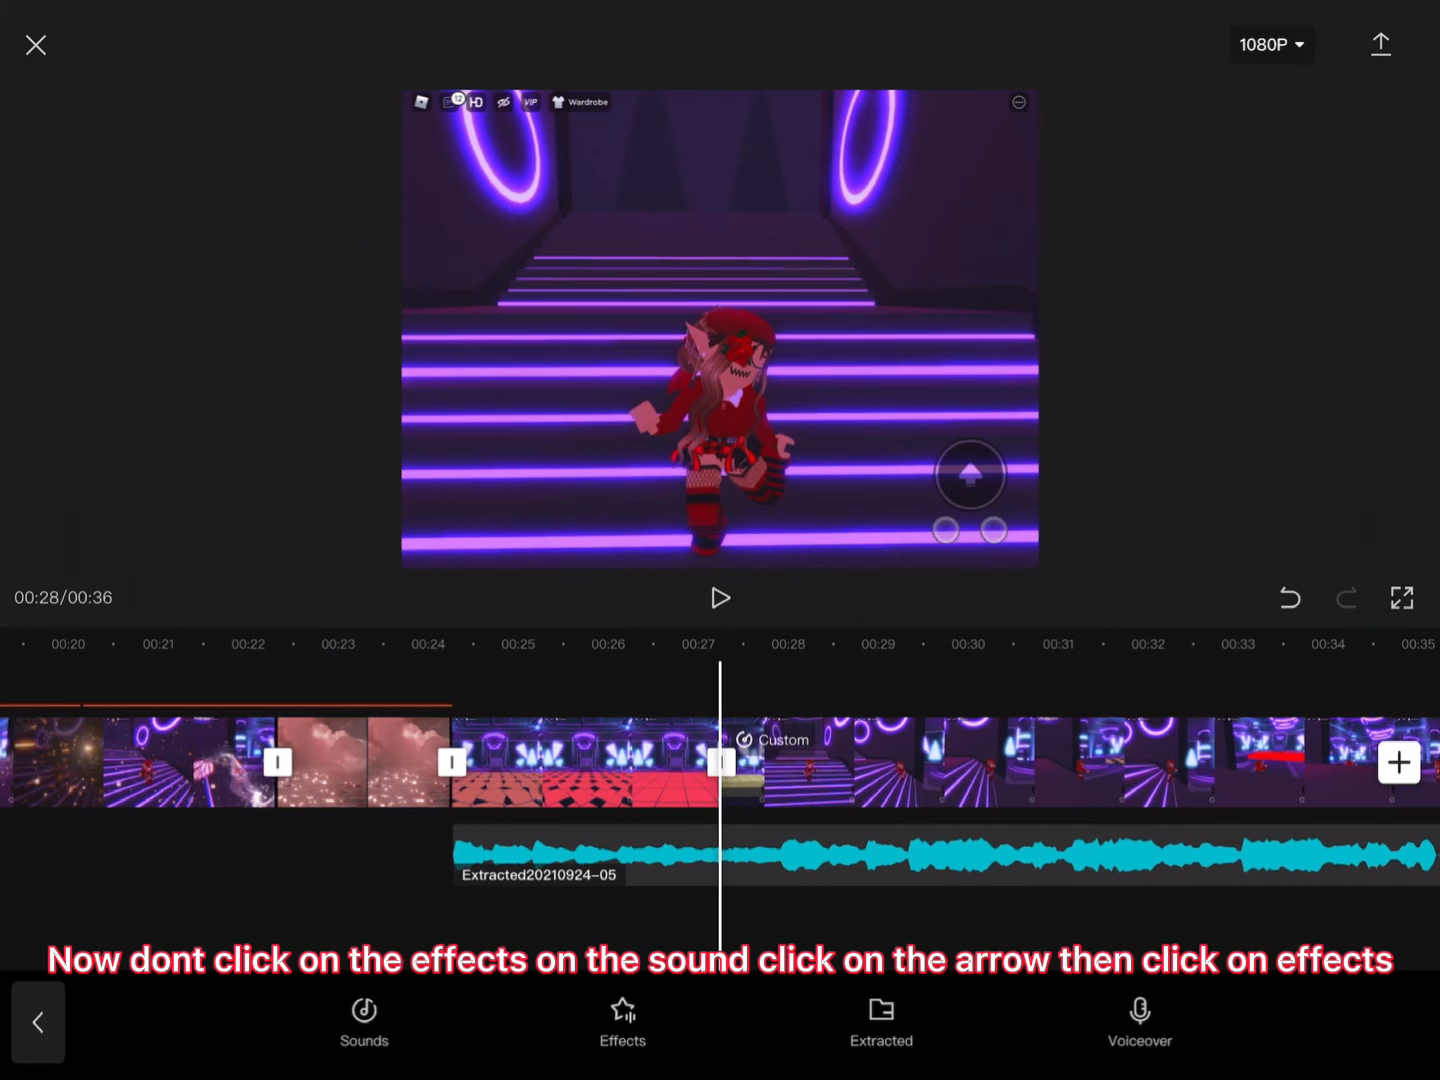 1080P
12 HD VIP Wardrobe
00:28/00:36
00:20 00:21 00:22 00:23 00:24 00:25 00:26 00:27 00:28 00:29 00:30 00:31 00:32 00:33 00:34 00:35
Custom
Extracted20210924-05
Now dont click on the effects on the sound click on the arrow then click on effects
Sounds Effects Extracted Voiceover